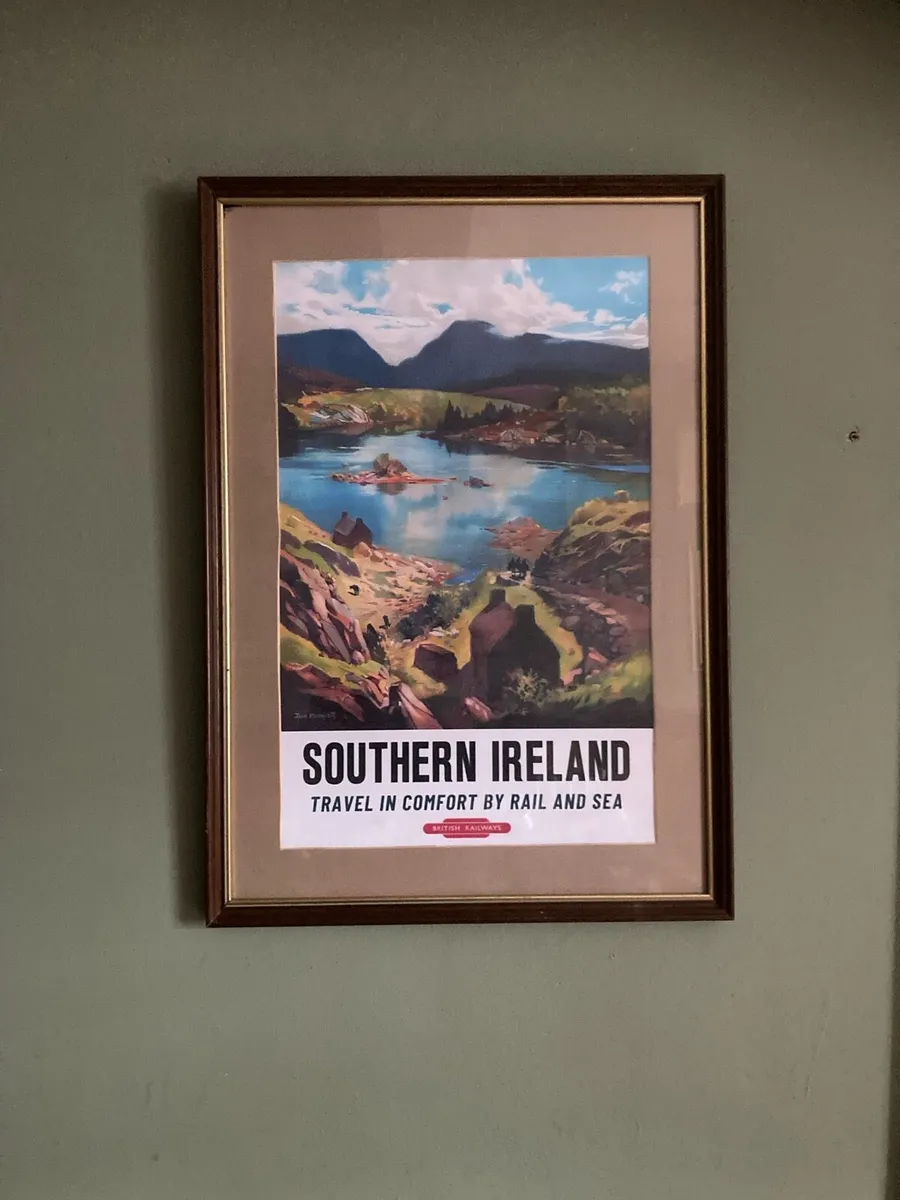 SOUTHERN IRELAND
TRAVEL IN COMFORT BY RAIL AND SEA
BRITISH RAILWAYS